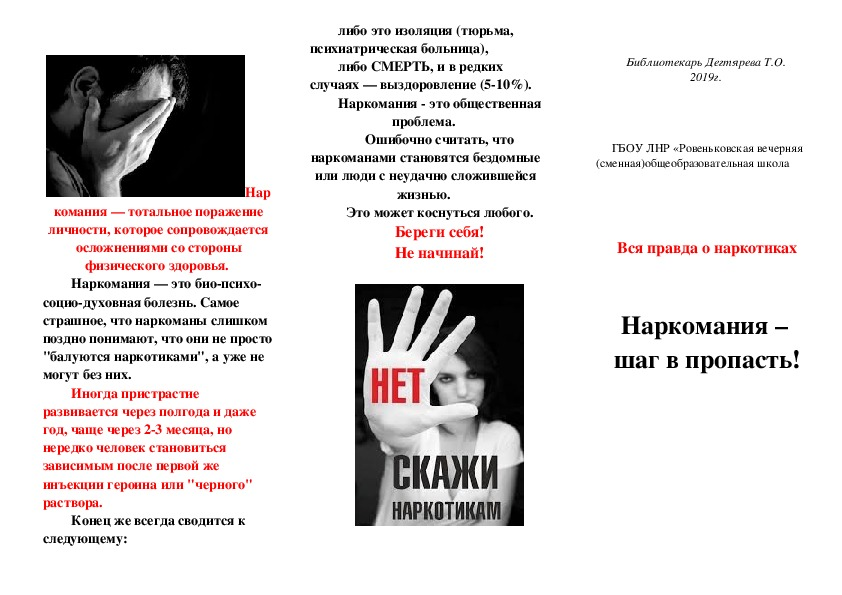 Нар
комания — тотальное поражение
личности, которое сопровождается
осложнениями со стороны
физического здоровья.
Наркомания — это био-психо-
социо-духовная болезнь. Самое
страшное, что наркоманы слишком
поздно понимают, что они не просто
"балуются наркотиками", а уже не
могут без них.
Иногда пристрастие
развивается через полгода и даже
год, чаще через 2-3 месяца, но
нередко человек становиться
зависимым после первой же
инъекции героина или "черного"
раствора.
Конец же всегда сводится к
следующему:
либо это изоляция (тюрьма,
психиатрическая больница),
либо СМЕРТЬ, и в редких
случаях — выздоровление (5-10%).
Наркомания - это общественная
проблема.
Ошибочно считать, что
наркоманами становятся бездомные
или люди с неудачно сложившейся
жизнью.
Это может коснуться любого.
Береги себя!
Не начинай!
НЕТ
СКАЖИ
НАРКОТИКАМ
Библиотекарь Дегтярева Т.О.
2019г.
ГБОУ ЛНР «Ровеньковская вечерняя
(сменная)общеобразовательная школа
Вся правда о наркотиках
Наркомания –
шаг в пропасть!